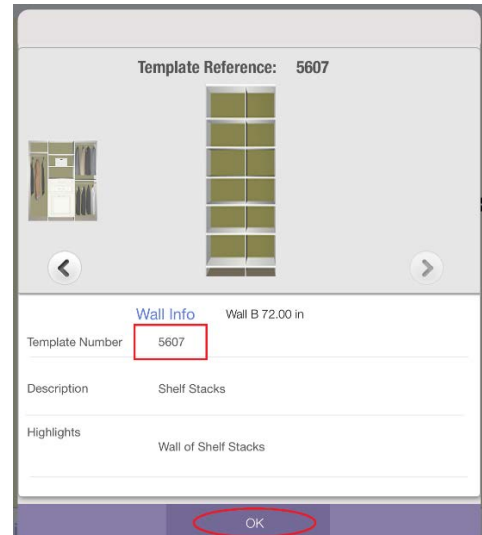 Template Reference: 5607
Wall Info Wall B 72.00 in
Template Number 5607
Description Shelf Stacks
Highlights
Wall of Shelf Stacks
OK